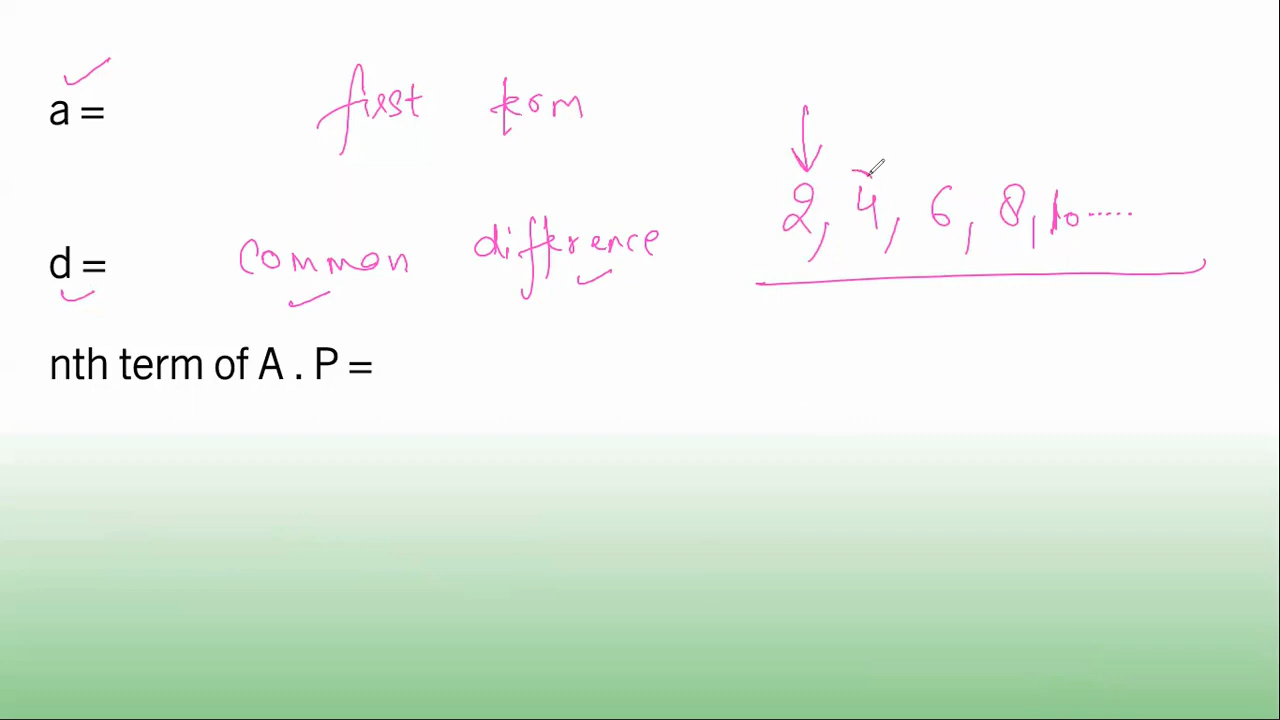 a = first term
2, 4, 6, 8, 10 ......
d = common difference
nth term of A . P =